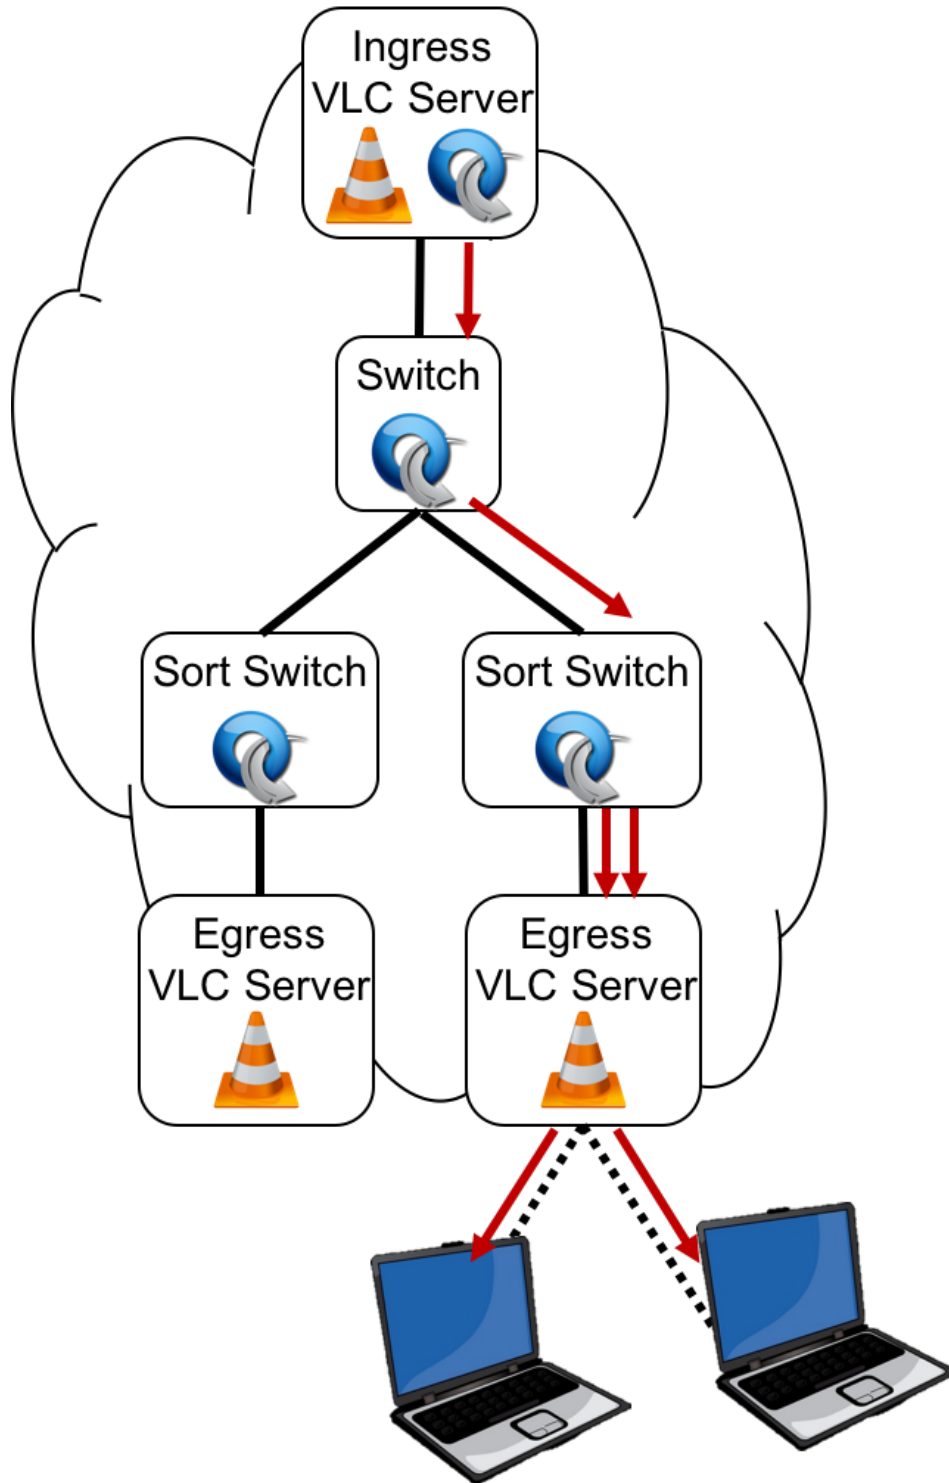 Ingress
VLC Server
Switch
Sort Switch
Sort Switch
Egress
VLC Server
Egress
VLC Server